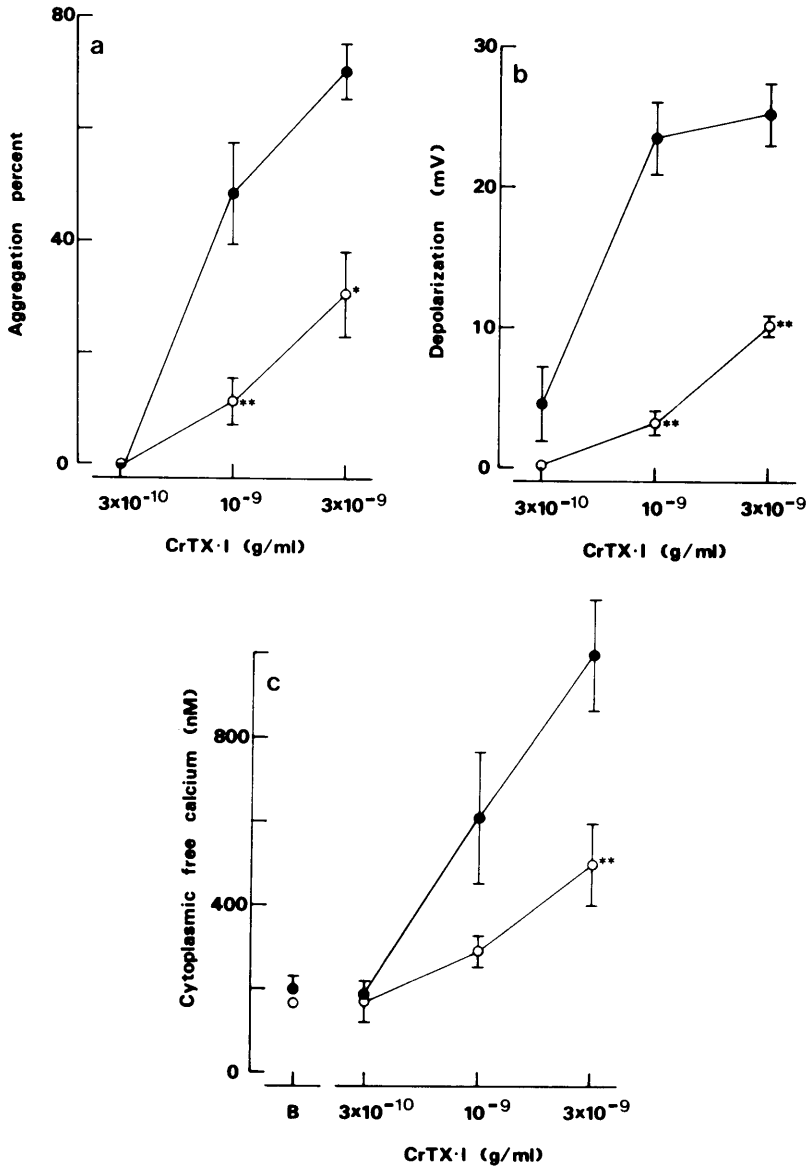 a
80
40
0
Aggregation percent
3x10-10 10-9 3x10-9
CrTX·I (g/ml)
**
*
b
30
20
10
0
Depolarization (mV)
3x10-10 10-9 3x10-9
CrTX·I (g/ml)
**
**
C
800
400
0
Cytoplasmic free calcium (nM)
**
B 3x10-10 10-9 3x10-9
CrTX·I (g/ml)